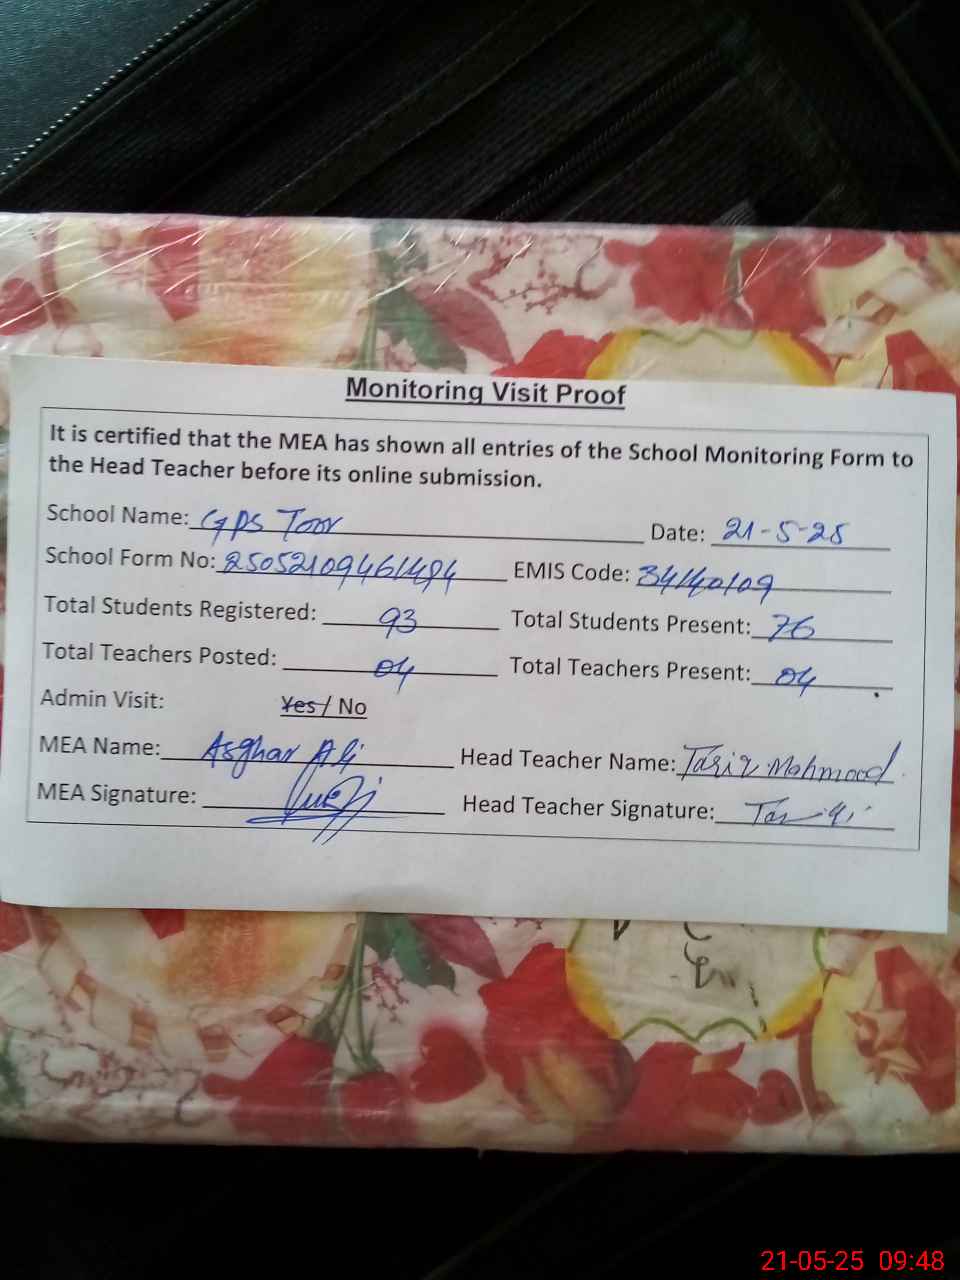 Monitoring Visit Proof
It is certified that the MEA has shown all entries of the School Monitoring Form to
the Head Teacher before its online submission.
School Name: GPS Toor Date: 21-5-25
School Form No: 25052109461494 EMIS Code: 34140109
Total Students Registered: 93 Total Students Present: 76
Total Teachers Posted: 04 Total Teachers Present: 04
Admin Visit: Yes / No
MEA Name: Asghar Ali Head Teacher Name: Tariq Mahmood
MEA Signature: Head Teacher Signature: Tariq
21-05-25 09:48